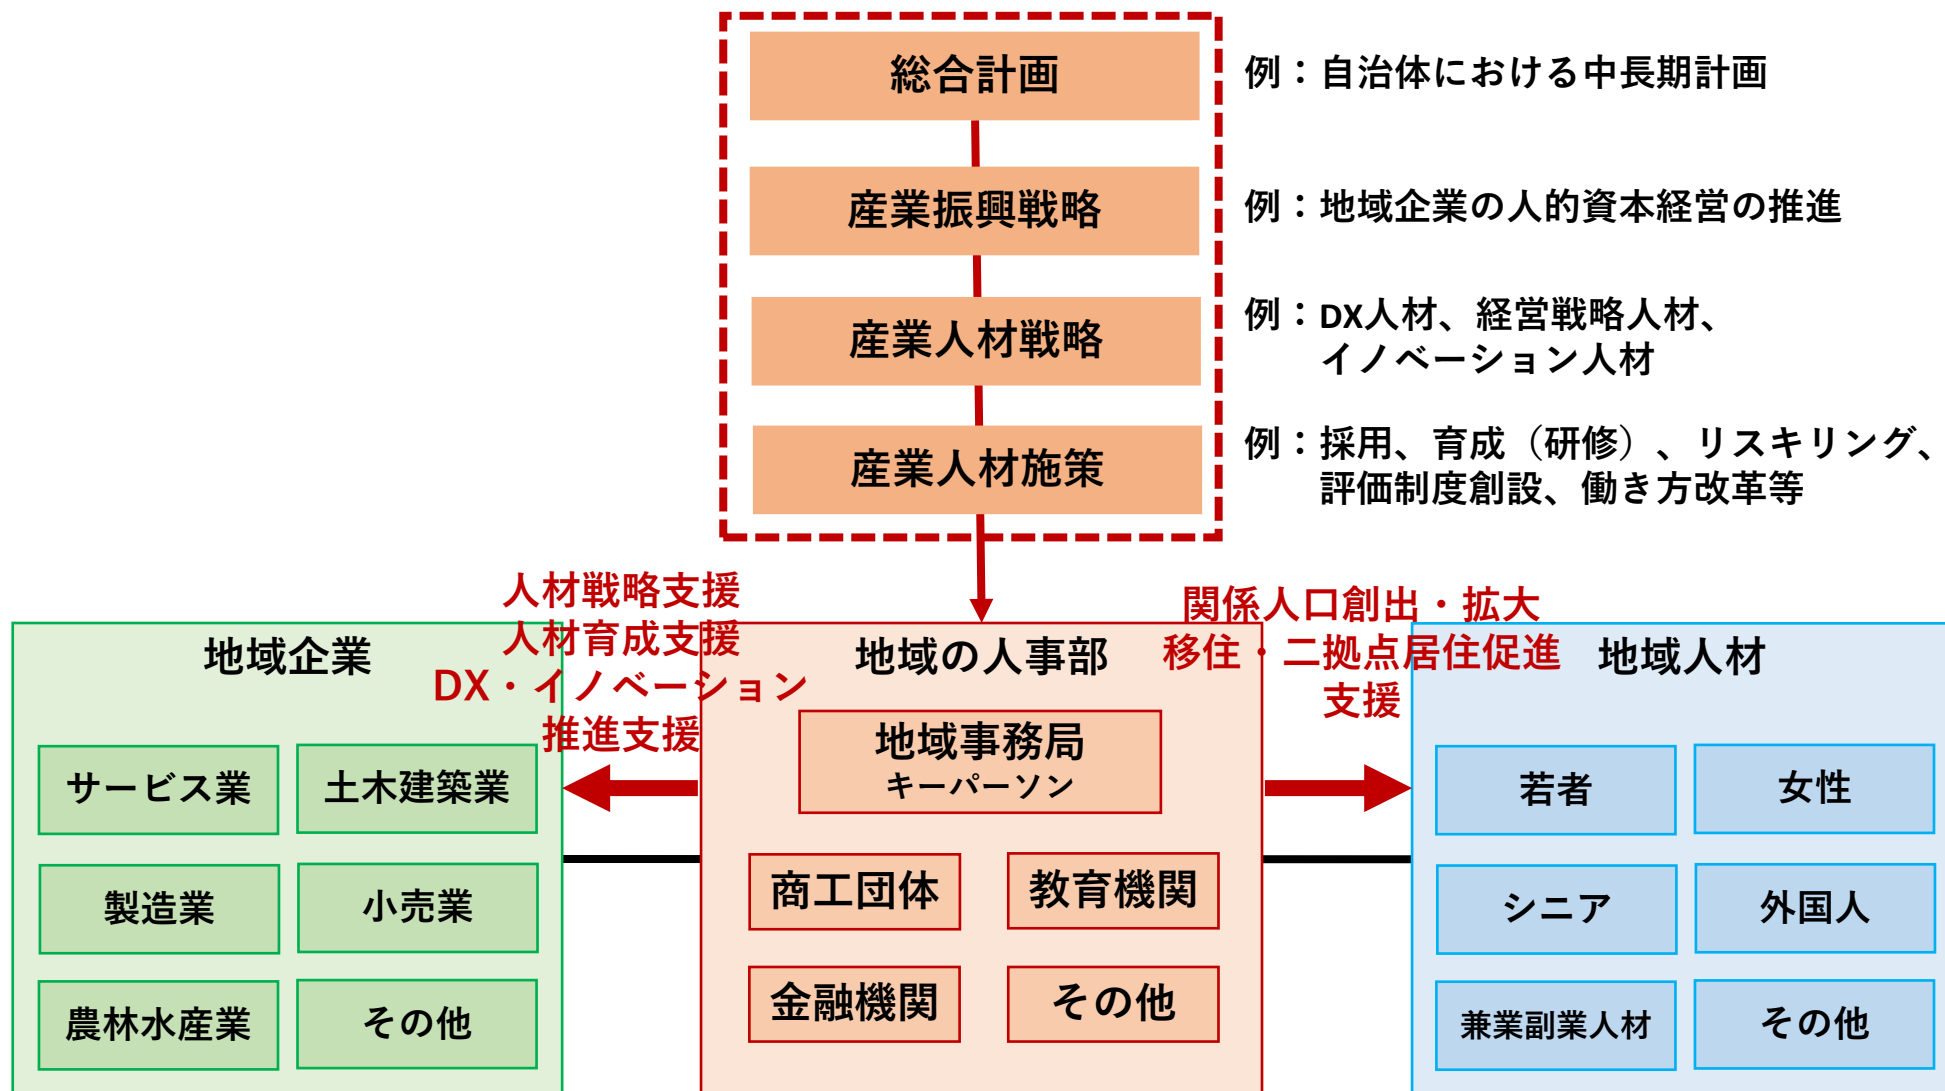 総合計画
例：自治体における中長期計画
産業振興戦略
例：地域企業の人的資本経営の推進
産業人材戦略
例：DX人材、経営戦略人材、
イノベーション人材
産業人材施策
例：採用、育成（研修）、リスキリング、
評価制度創設、働き方改革等
人材戦略支援
人材育成支援
DX・イノベーション
推進支援
関係人口創出・拡大
移住・二拠点居住促進
支援
地域企業
サービス業
土木建築業
製造業
小売業
農林水産業
その他
地域の人事部
地域事務局
キーパーソン
商工団体
教育機関
金融機関
その他
地域人材
若者
女性
シニア
外国人
兼業副業人材
その他